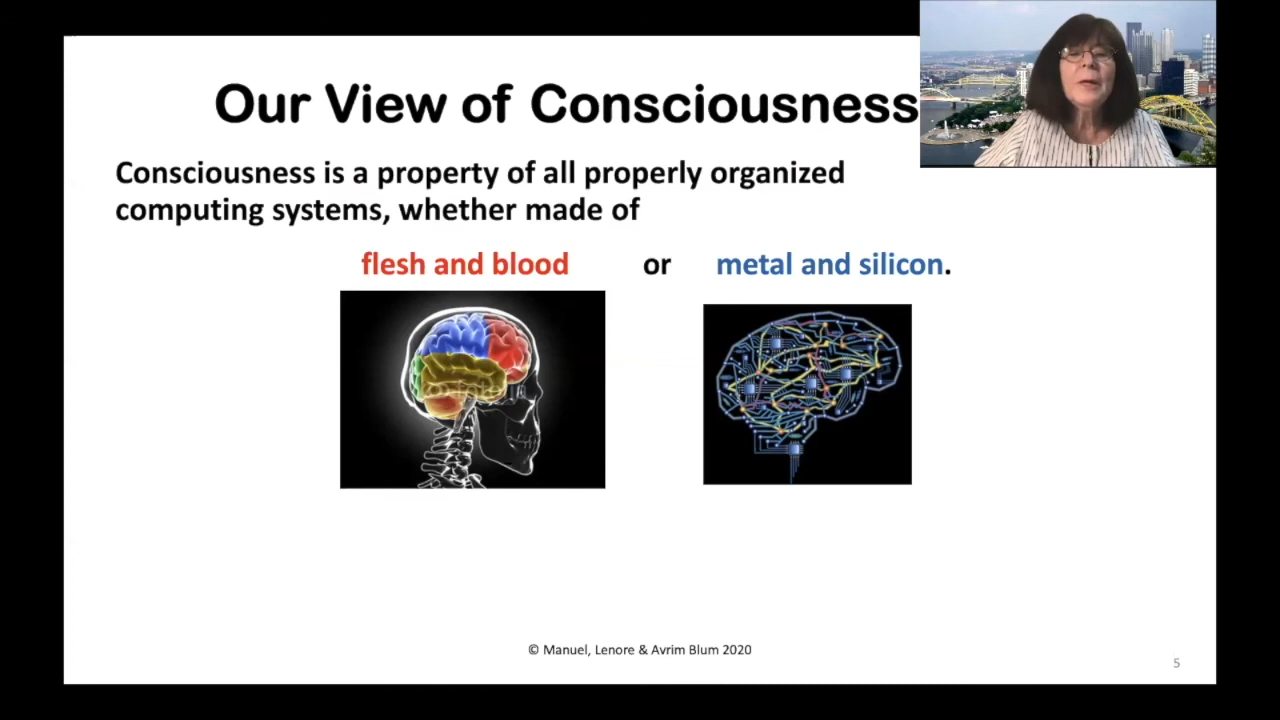 Our View of Consciousness
Consciousness is a property of all properly organized
computing systems, whether made of
flesh and blood or metal and silicon.
© Manuel, Lenore & Avrim Blum 2020
5